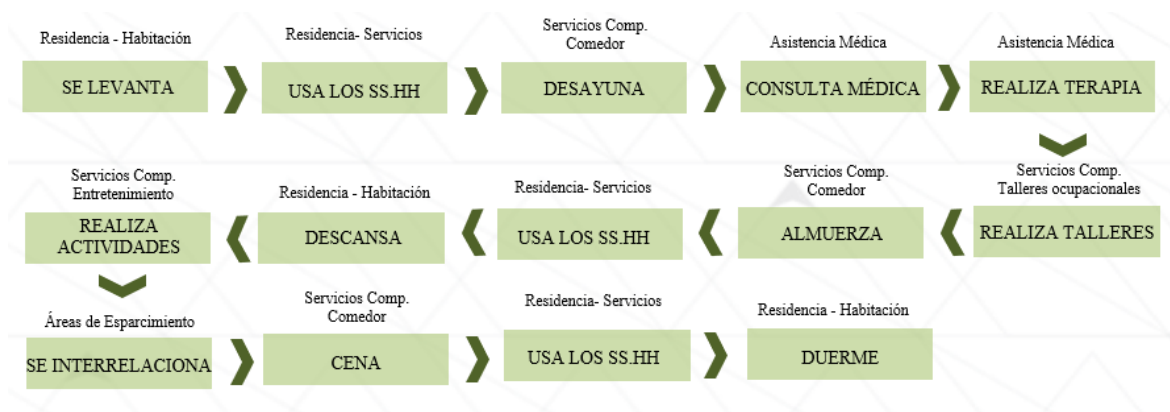 Residencia - Habitación
SE LEVANTA
Residencia- Servicios
USA LOS SS.HH
Servicios Comp.
Comedor
DESAYUNA
Asistencia Médica
CONSULTA MÉDICA
Asistencia Médica
REALIZA TERAPIA
Servicios Comp.
Talleres ocupacionales
REALIZA TALLERES
Servicios Comp.
Comedor
ALMUERZA
Residencia- Servicios
USA LOS SS.HH
Residencia - Habitación
DESCANSA
Servicios Comp.
Entretenimiento
REALIZA
ACTIVIDADES
Áreas de Esparcimiento
SE INTERRELACIONA
Servicios Comp.
Comedor
CENA
Residencia- Servicios
USA LOS SS.HH
Residencia - Habitación
DUERME